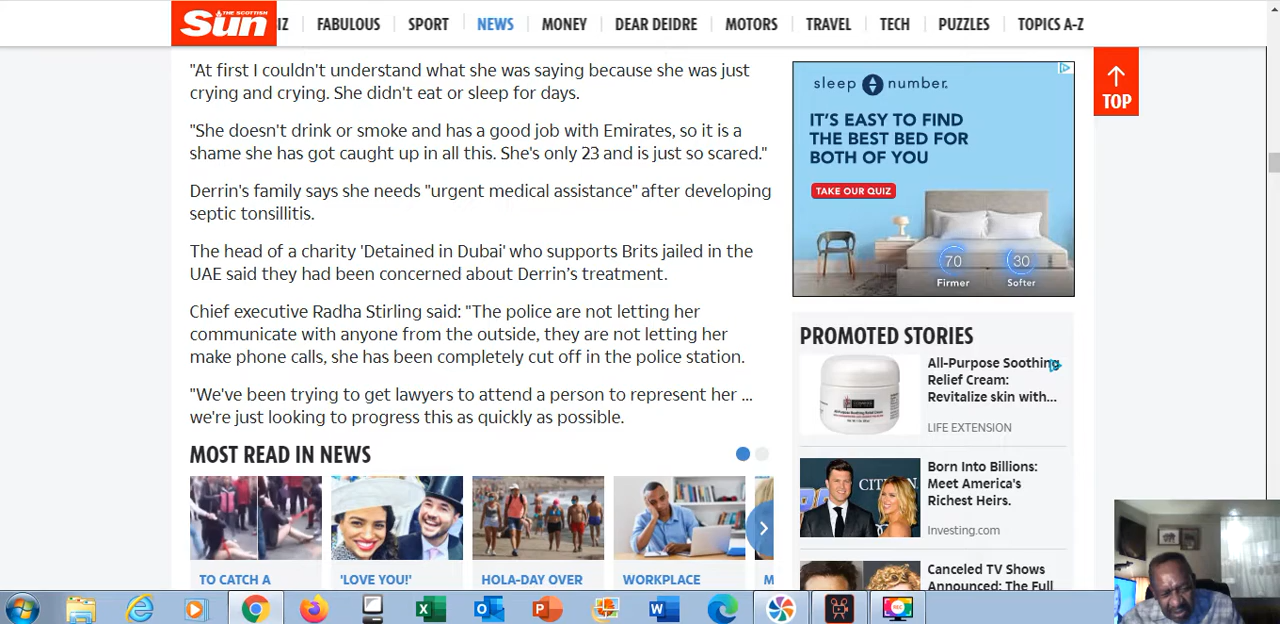 THE SCOTTISH
Sun
IZ
FABULOUS
SPORT
NEWS
MONEY
DEAR DEIDRE
MOTORS
TRAVEL
TECH
PUZZLES
TOPICS A-Z
"At first I couldn't understand what she was saying because she was just
crying and crying. She didn't eat or sleep for days.
"She doesn't drink or smoke and has a good job with Emirates, so it is a
shame she has got caught up in all this. She's only 23 and is just so scared."
Derrin's family says she needs "urgent medical assistance" after developing
septic tonsillitis.
The head of a charity 'Detained in Dubai' who supports Brits jailed in the
UAE said they had been concerned about Derrin’s treatment.
Chief executive Radha Stirling said: "The police are not letting her
communicate with anyone from the outside, they are not letting her
make phone calls, she has been completely cut off in the police station.
"We've been trying to get lawyers to attend a person to represent her ...
we're just looking to progress this as quickly as possible.
MOST READ IN NEWS
TO CATCH A
'LOVE YOU!'
HOLA-DAY OVER
WORKPLACE
M
sleep number.
IT'S EASY TO FIND
THE BEST BED FOR
BOTH OF YOU
TAKE OUR QUIZ
70
Firmer
30
Softer
TOP
PROMOTED STORIES
All-Purpose Soothing
Relief Cream:
Revitalize skin with...
LIFE EXTENSION
Born Into Billions:
Meet America's
Richest Heirs.
Investing.com
Canceled TV Shows
Announced: The Full